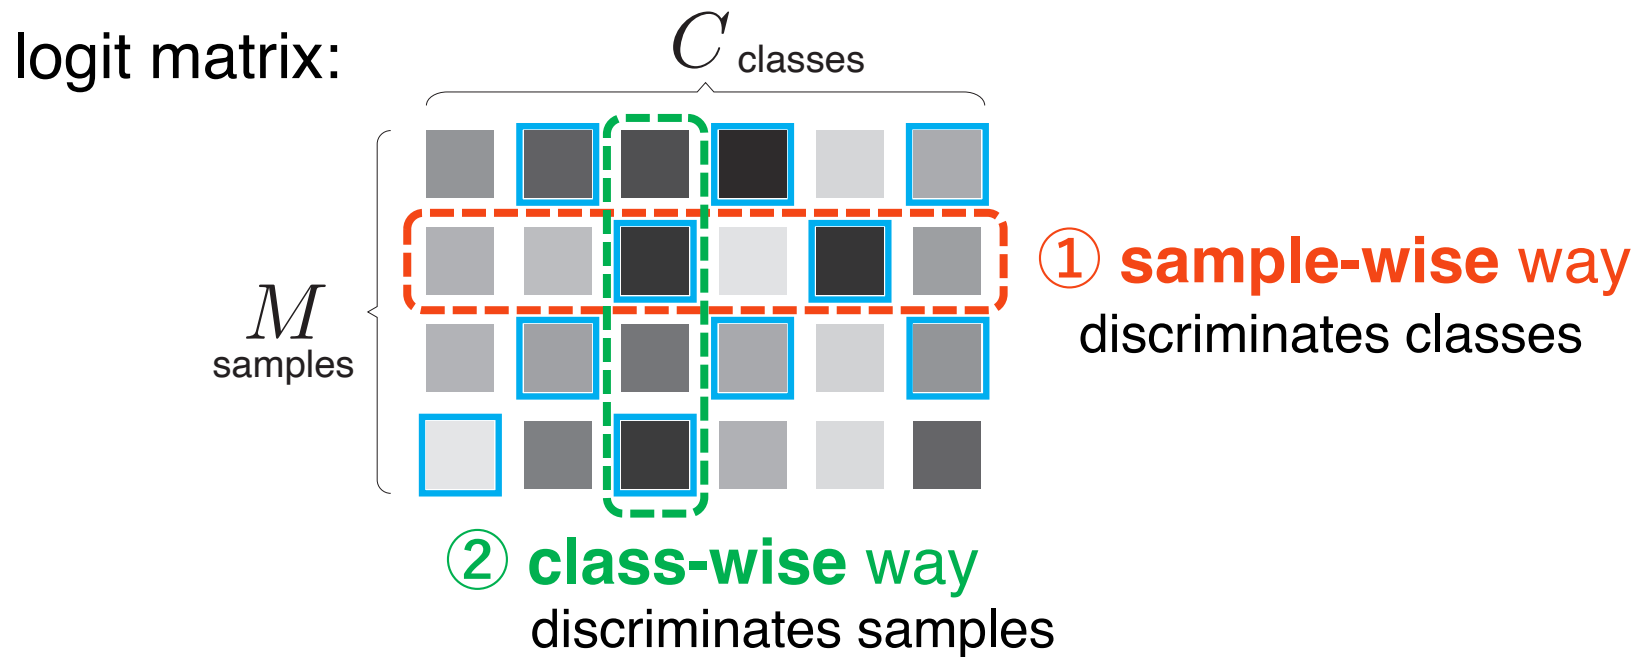 logit matrix:
C classes
M
samples
① sample-wise way
discriminates classes
② class-wise way
discriminates samples